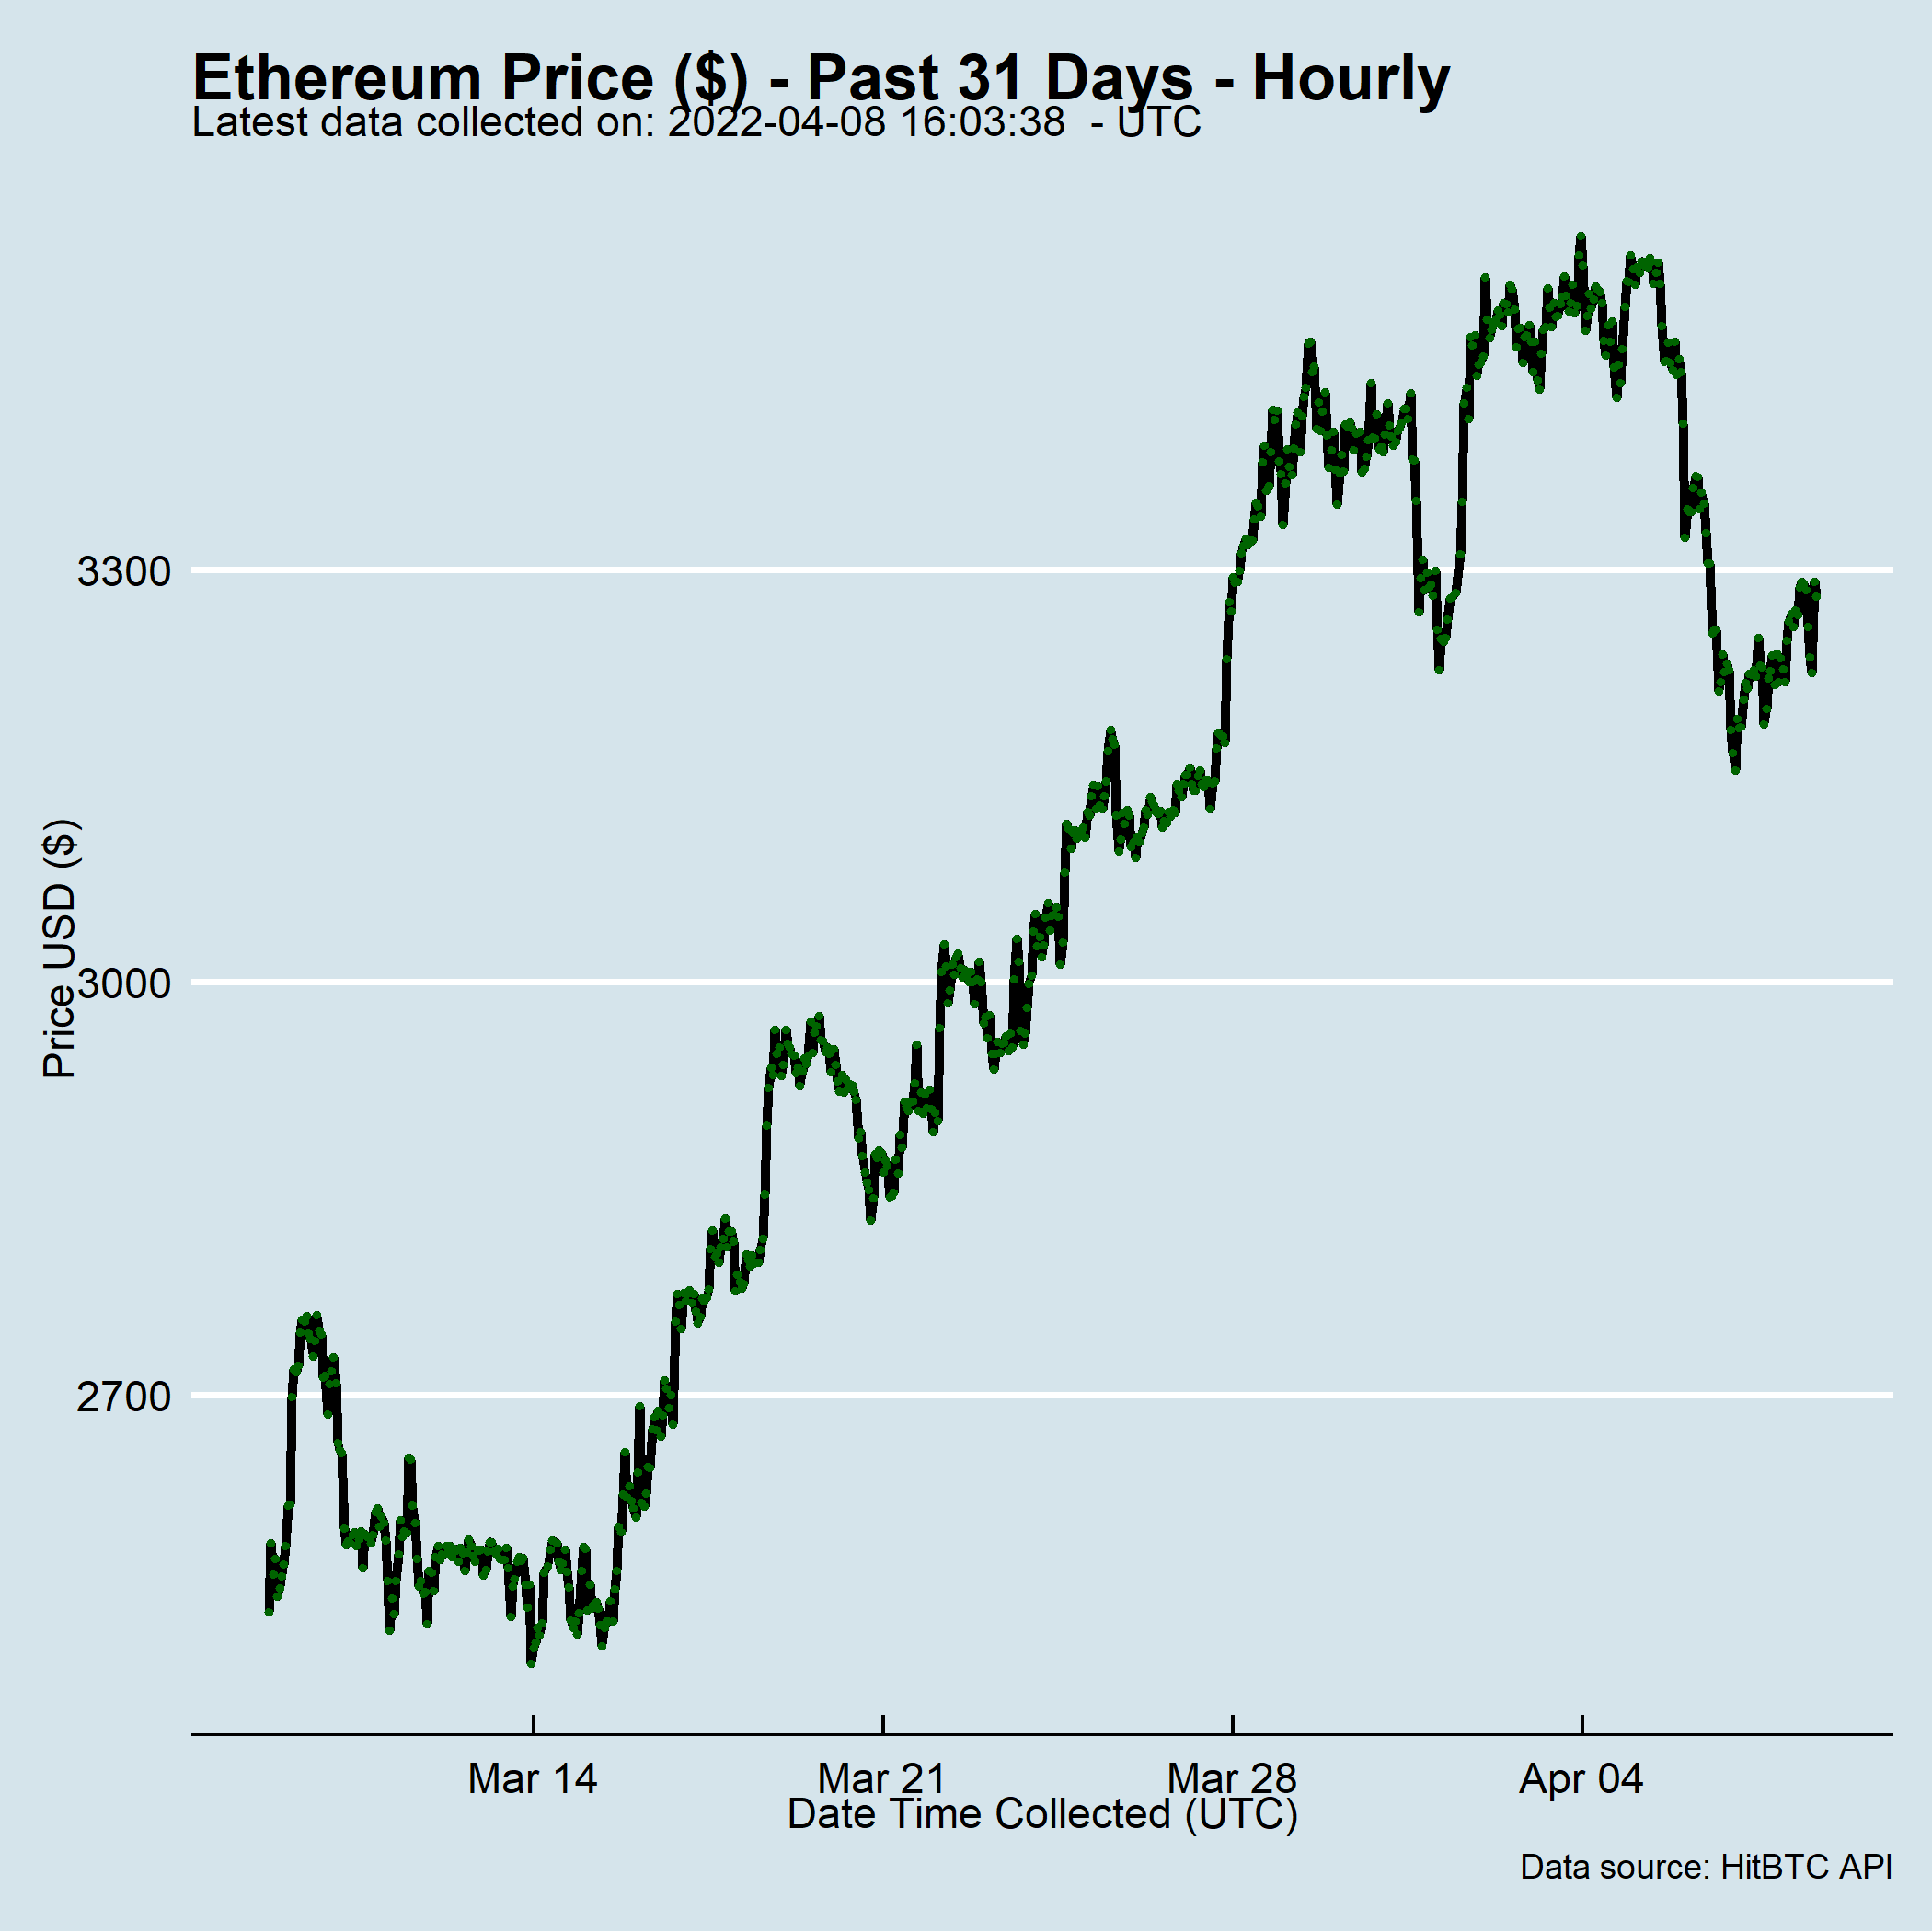 Ethereum Price ($) - Past 31 Days - Hourly
Latest data collected on: 2022-04-08 16:03:38  - UTC
Price USD ($)
3300
3000
2700
Mar 14
Mar 21
Mar 28
Apr 04
Date Time Collected (UTC)
Data source: HitBTC API